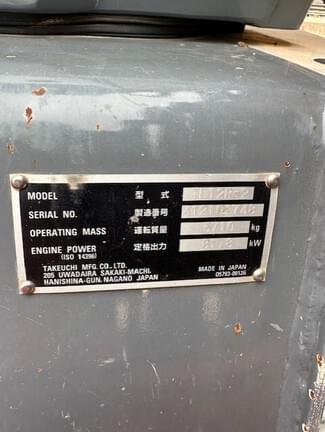 MODEL 型 式
SERIAL NO. 製造番号
OPERATING MASS 運転質量 kg
ENGINE POWER 定格出力 kW
(ISO 14396)
TAKEUCHI MFG. CO., LTD. MADE IN JAPAN
205 UWADAIRA SAKAKI-MACHI, 05793-00126
HANISHINA-GUN, NAGANO JAPAN